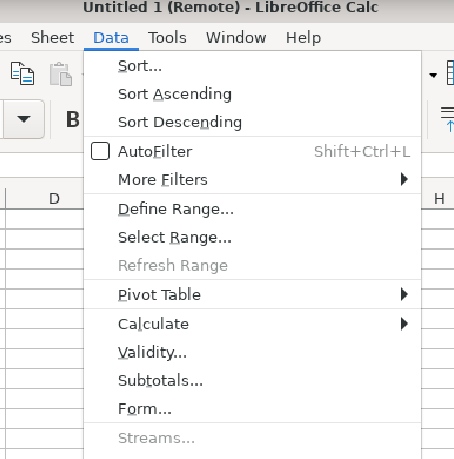 Untitled 1 (Remote) - LibreOffice Calc
es Sheet Data Tools Window Help
Sort...
Sort Ascending
B Sort Descending
AutoFilter Shift+Ctrl+L
More Filters
D H
Define Range...
Select Range...
Refresh Range
Pivot Table
Calculate
Validity...
Subtotals...
Form...
Streams...